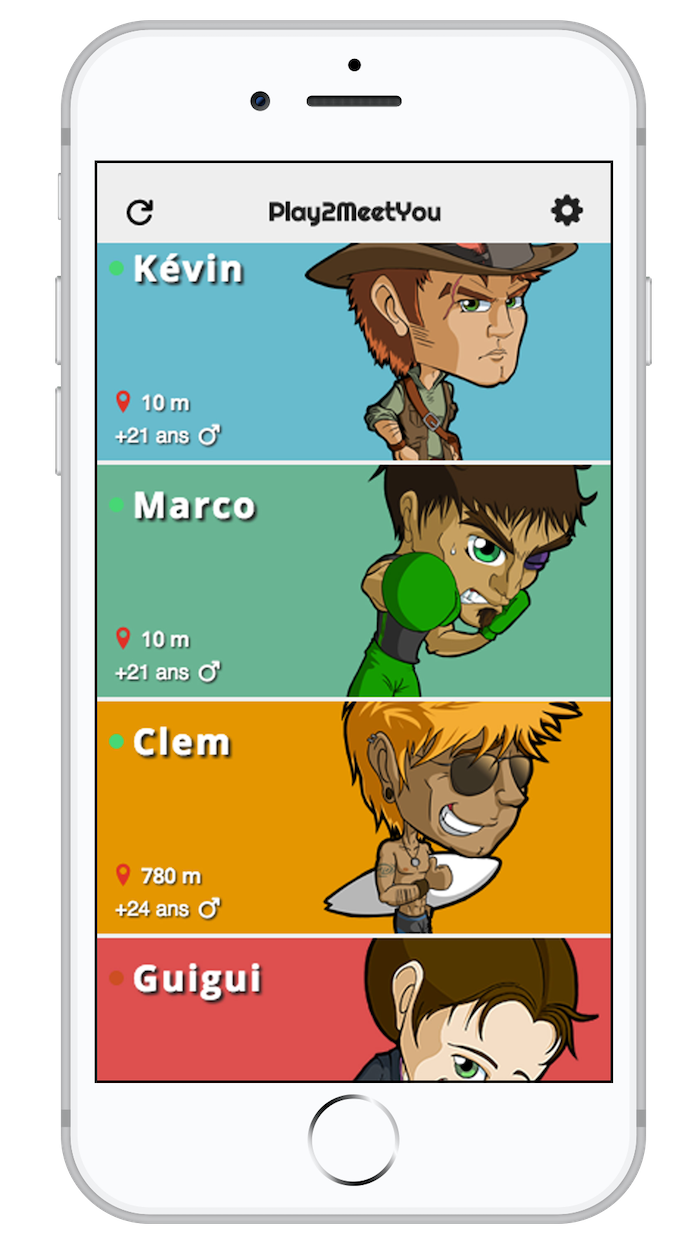 Play2MeetYou
Kévin
10 m
+21 ans ♂
Marco
10 m
+21 ans ♂
Clem
780 m
+24 ans ♂
Guigui